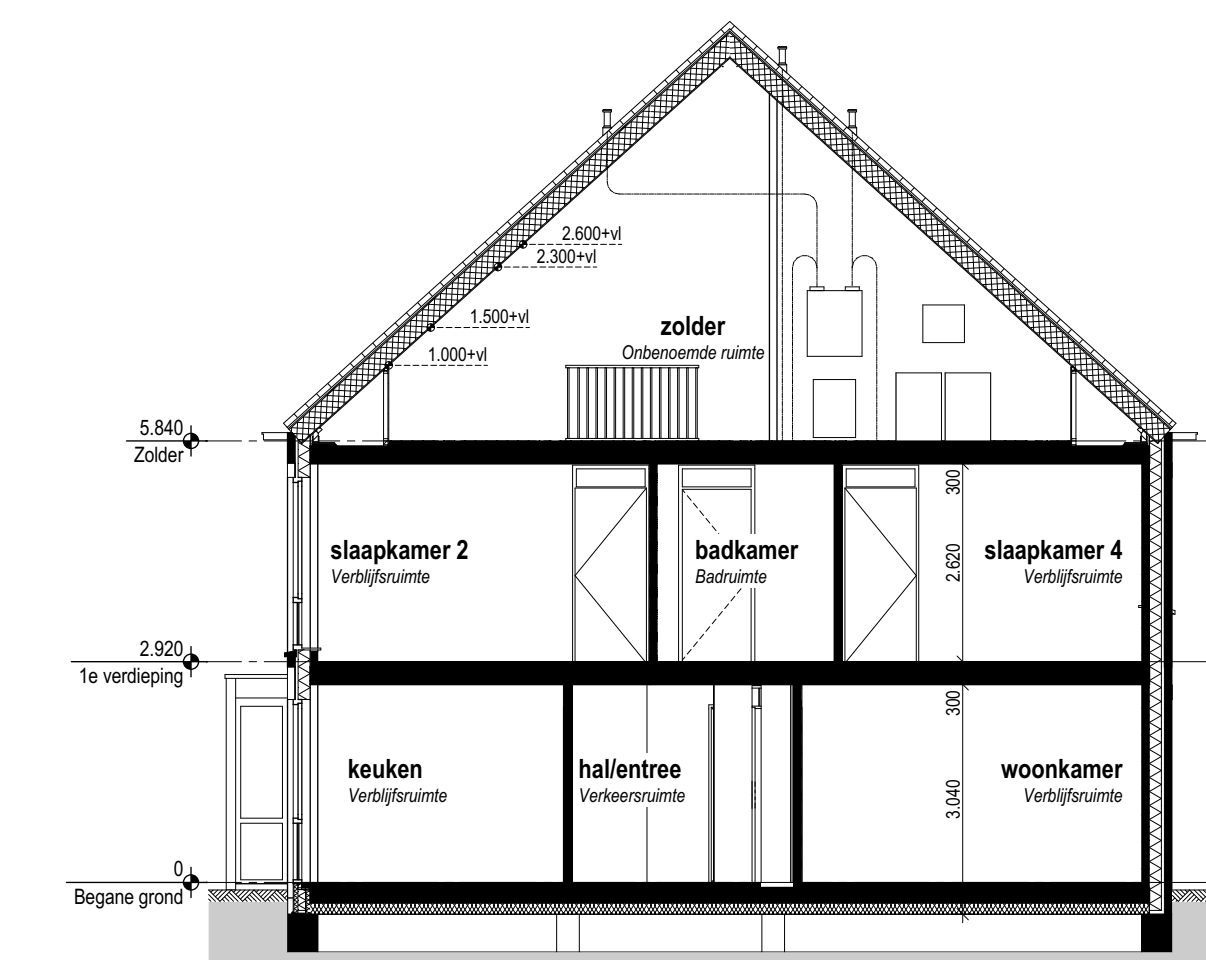 2.600+vl
2.300+vl
1.500+vl
1.000+vl
zolder
Onbenoemde ruimte
5.840
Zolder
slaapkamer 2
Verblijfsruimte
badkamer
Badruimte
300
2.620
slaapkamer 4
Verblijfsruimte
2.920
1e verdieping
keuken
Verblijfsruimte
hal/entree
Verkeersruimte
300
3.040
woonkamer
Verblijfsruimte
0
Begane grond